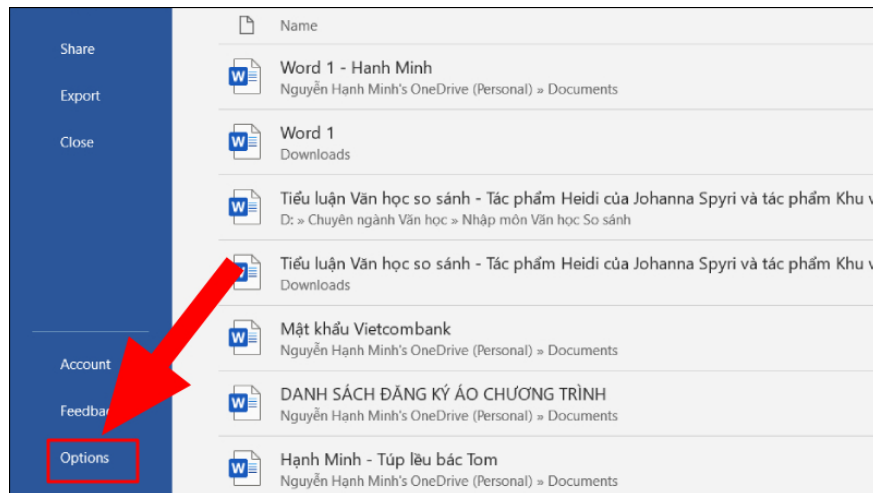 Share
Export
Close
Account
Feedbac
Options
Name
Word 1 - Hanh Minh
Nguyễn Hạnh Minh's OneDrive (Personal) » Documents
Word 1
Downloads
Tiểu luận Văn học so sánh - Tác phẩm Heidi của Johanna Spyri và tác phẩm Khu v
D: » Chuyên ngành Văn học » Nhập môn Văn học So sánh
Tiểu luận Văn học so sánh - Tác phẩm Heidi của Johanna Spyri và tác phẩm Khu v
Downloads
Mật khẩu Vietcombank
Nguyễn Hạnh Minh's OneDrive (Personal) » Documents
DANH SÁCH ĐĂNG KÝ ÁO CHƯƠNG TRÌNH
Nguyễn Hạnh Minh's OneDrive (Personal) » Documents
Hạnh Minh - Túp lều bác Tom
Nguyễn Hạnh Minh's OneDrive (Personal) » Documents